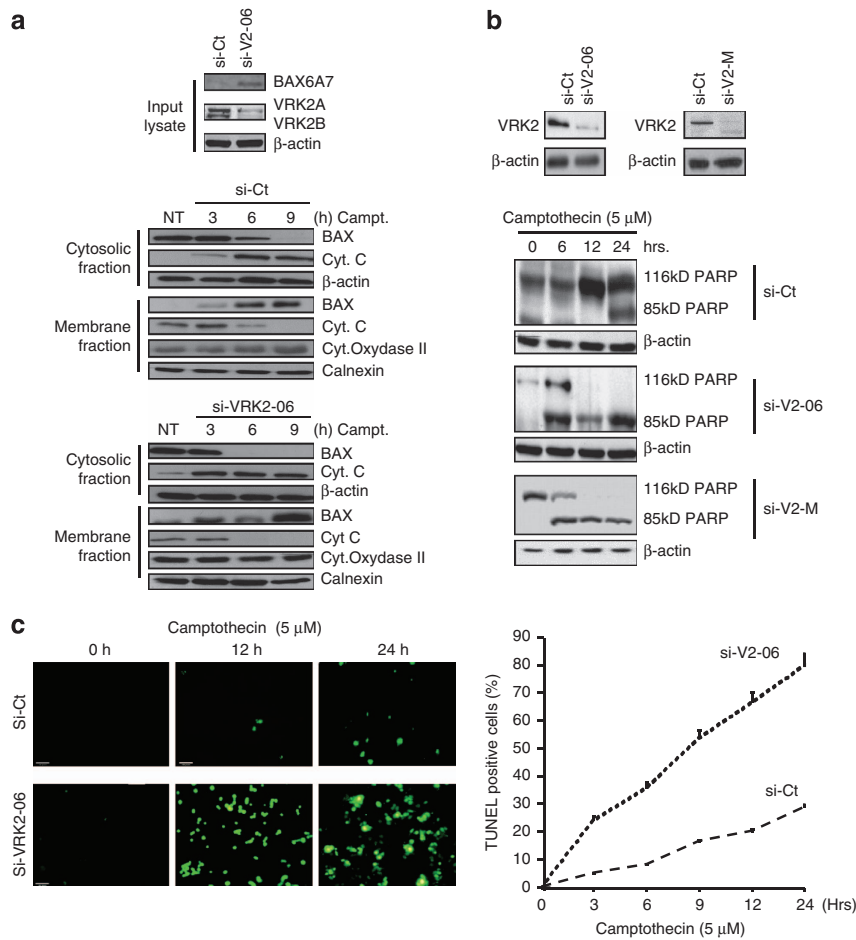 a
si-Ct
si-V2-06
Input
lysate
BAX6A7
VRK2A
VRK2B
β-actin
si-Ct
NT 3 6 9 (h) Campt.
Cytosolic
fraction
BAX
Cyt. C
β-actin
Membrane
fraction
BAX
Cyt. C
Cyt.Oxydase II
Calnexin
si-VRK2-06
NT 3 6 9 (h) Campt.
Cytosolic
fraction
BAX
Cyt. C
β-actin
Membrane
fraction
BAX
Cyt C
Cyt.Oxydase II
Calnexin
b
si-Ct
si-V2-06
VRK2
β-actin
si-Ct
si-V2-M
VRK2
β-actin
Camptothecin (5 μM)
0 6 12 24 hrs.
116kD PARP
85kD PARP
si-Ct
β-actin
116kD PARP
85kD PARP
si-V2-06
β-actin
116kD PARP
85kD PARP
si-V2-M
β-actin
c
Camptothecin (5 μM)
0 h 12 h 24 h
Si-Ct
Si-VRK2-06
TUNEL positive cells (%)
90
80
70
60
50
40
30
20
10
0
si-V2-06
si-Ct
0 3 6 9 12 24 (Hrs)
Camptothecin (5 μM)